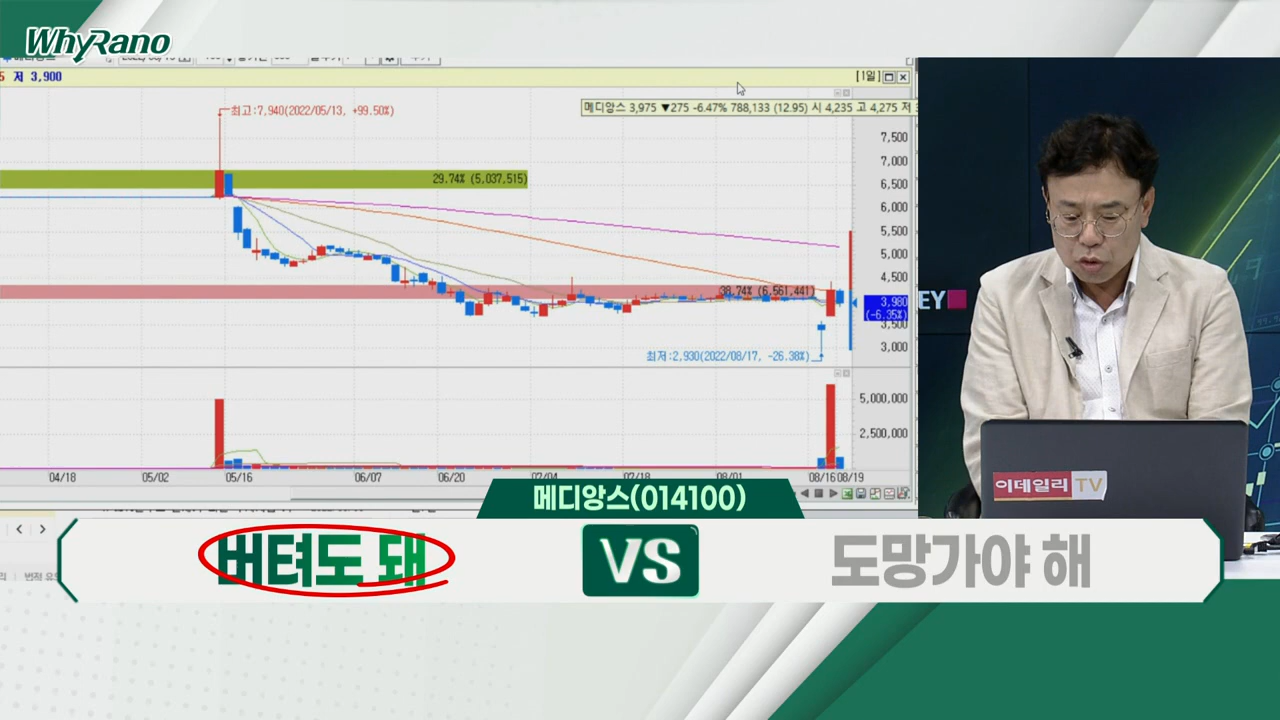 WhyRano
5 저 3,900
[1일]
최고:7,940(2022/05/13, +99.50%)
메디앙스 3,975 ▼275 -6.47% 788,133 (12.95) 시 4,235 고 4,275 저
7,500
7,000
29.74% (5,037,515)
6,500
6,000
5,500
5,000
4,500
38.74% (6,561,441)
3,980
(-6.35%)
3,500
최저:2,930(2022/08/17, -26.38%)
3,000
5,000,000
2,500,000
04/18 05/02 05/16 06/07 06/20 07/04 07/18 08/01 08/16 08/19
EY
이데일리 TV
메디앙스(014100)
버텨도 돼 VS 도망가야 해